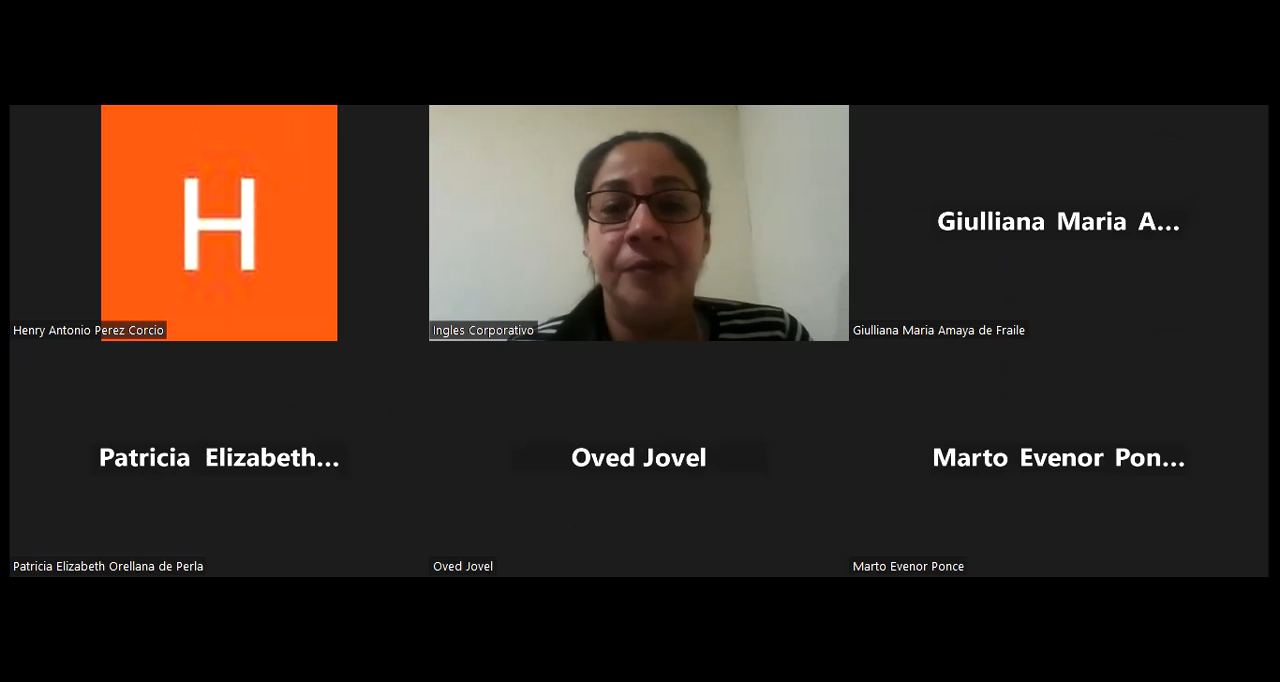 H
Henry Antonio Perez Corcio
Ingles Corporativo
Giulliana Maria A...
Giulliana Maria Amaya de Fraile
Patricia Elizabeth...
Patricia Elizabeth Orellana de Perla
Oved Jovel
Oved Jovel
Marto Evenor Pon...
Marto Evenor Ponce